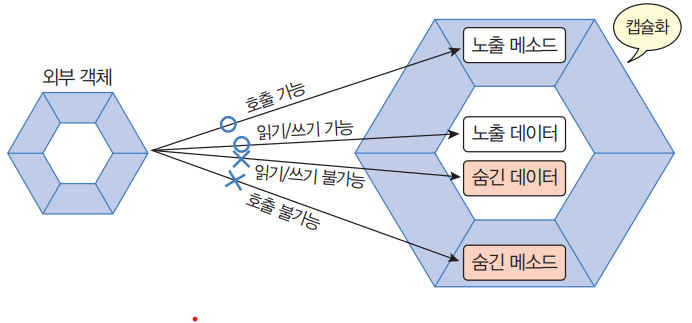 캡슐화
노출 메소드
외부 객체
호출 가능
읽기/쓰기 가능
노출 데이터
읽기/쓰기 불가능
숨긴 데이터
호출 불가능
숨긴 메소드